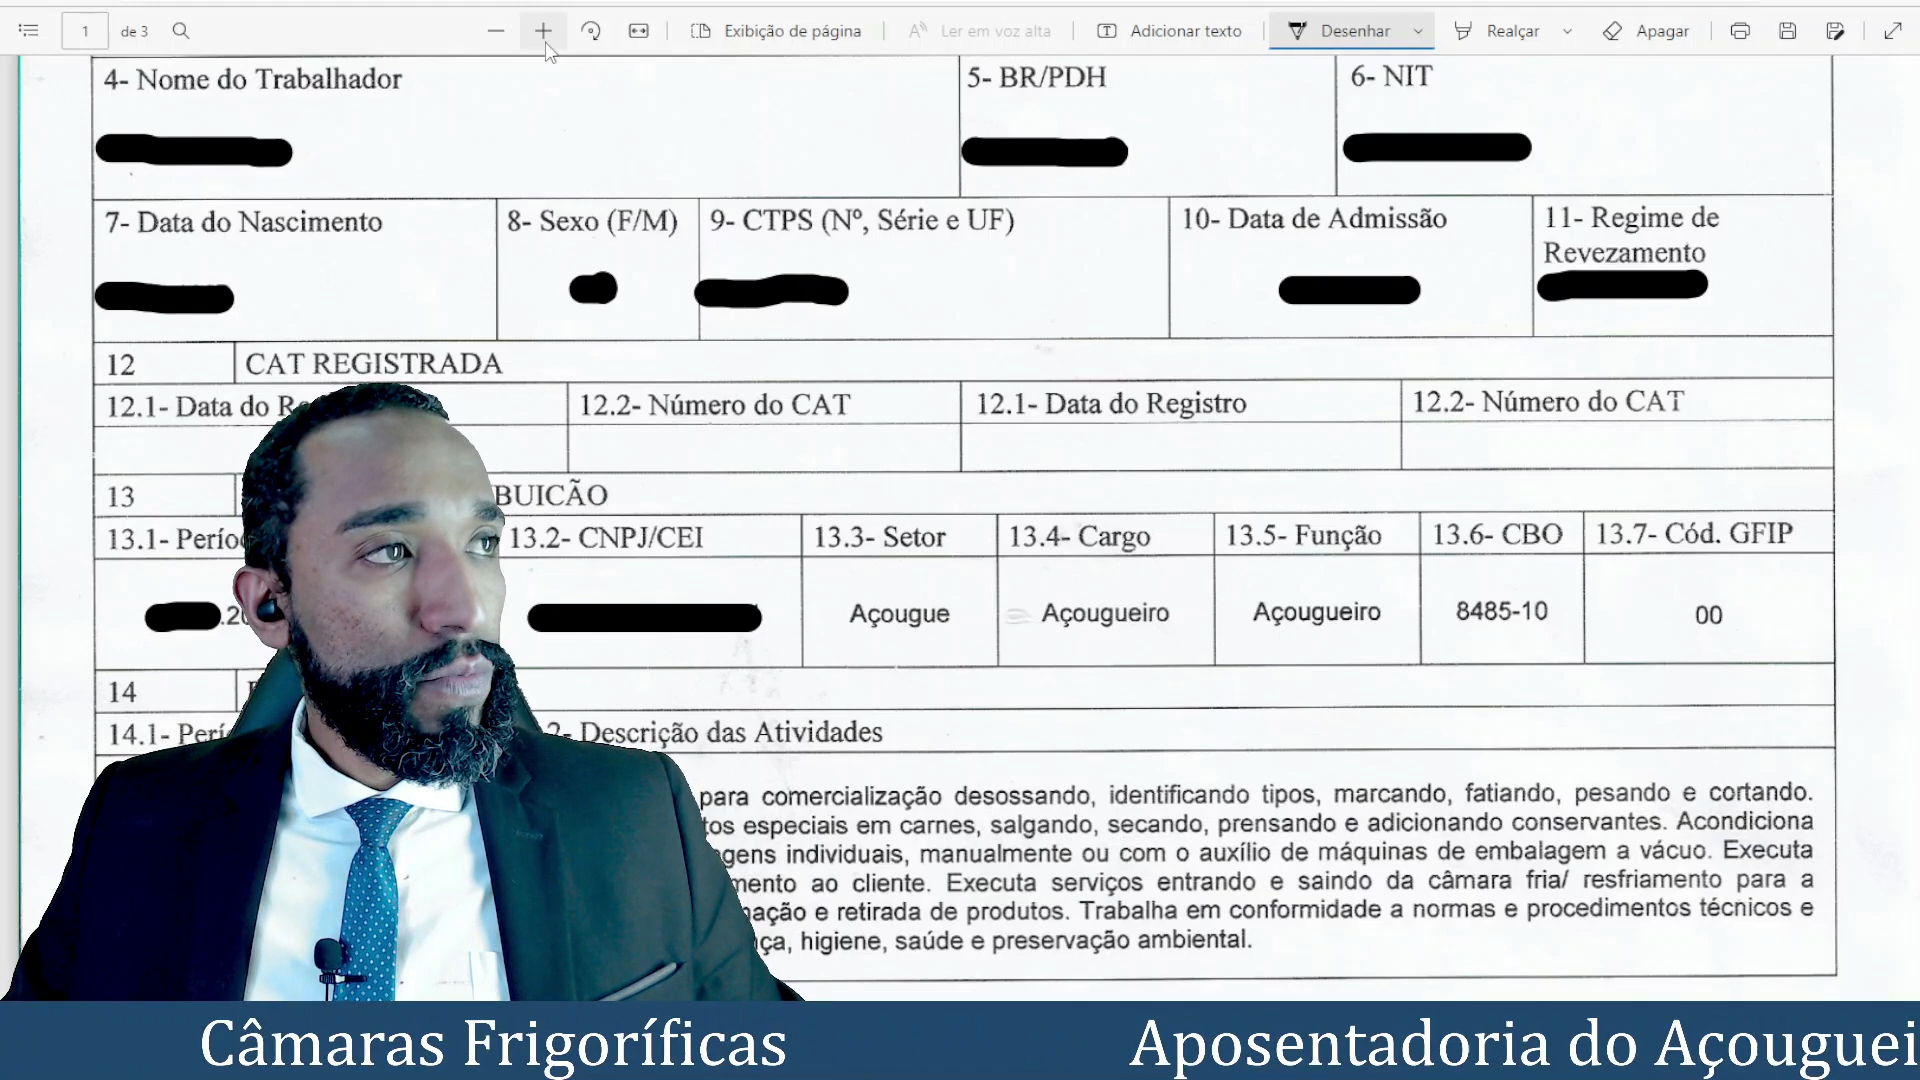 1 de 3 Exibição de página Ler em voz alta Adicionar texto Desenhar Realçar Apagar
4- Nome do Trabalhador 5- BR/PDH 6- NIT
7- Data do Nascimento 8- Sexo (F/M) 9- CTPS (Nº, Série e UF) 10- Data de Admissão 11- Regime de
Revezamento
12 CAT REGISTRADA
12.1- Data do 12.2- Número do CAT 12.1- Data do Registro 12.2- Número do CAT
13 BUICÃO
13.1- 13.2- CNPJ/CEI 13.3- Setor 13.4- Cargo 13.5- Função 13.6- CBO 13.7- Cód. GFIP
Açougue Açougueiro Açougueiro 8485-10 00
14
14.1- Descrição das Atividades
para comercialização desossando, identificando tipos, marcando, fatiando, pesando e cortando.
especiais em carnes, salgando, secando, prensando e adicionando conservantes. Acondiciona
individuais, manualmente ou com o auxílio de máquinas de embalagem a vácuo. Executa
ao cliente. Executa serviços entrando e saindo da câmara fria/ resfriamento para a
e retirada de produtos. Trabalha em conformidade a normas e procedimentos técnicos e
higiene, saúde e preservação ambiental.
Câmaras Frigoríficas Aposentadoria do Açouguei